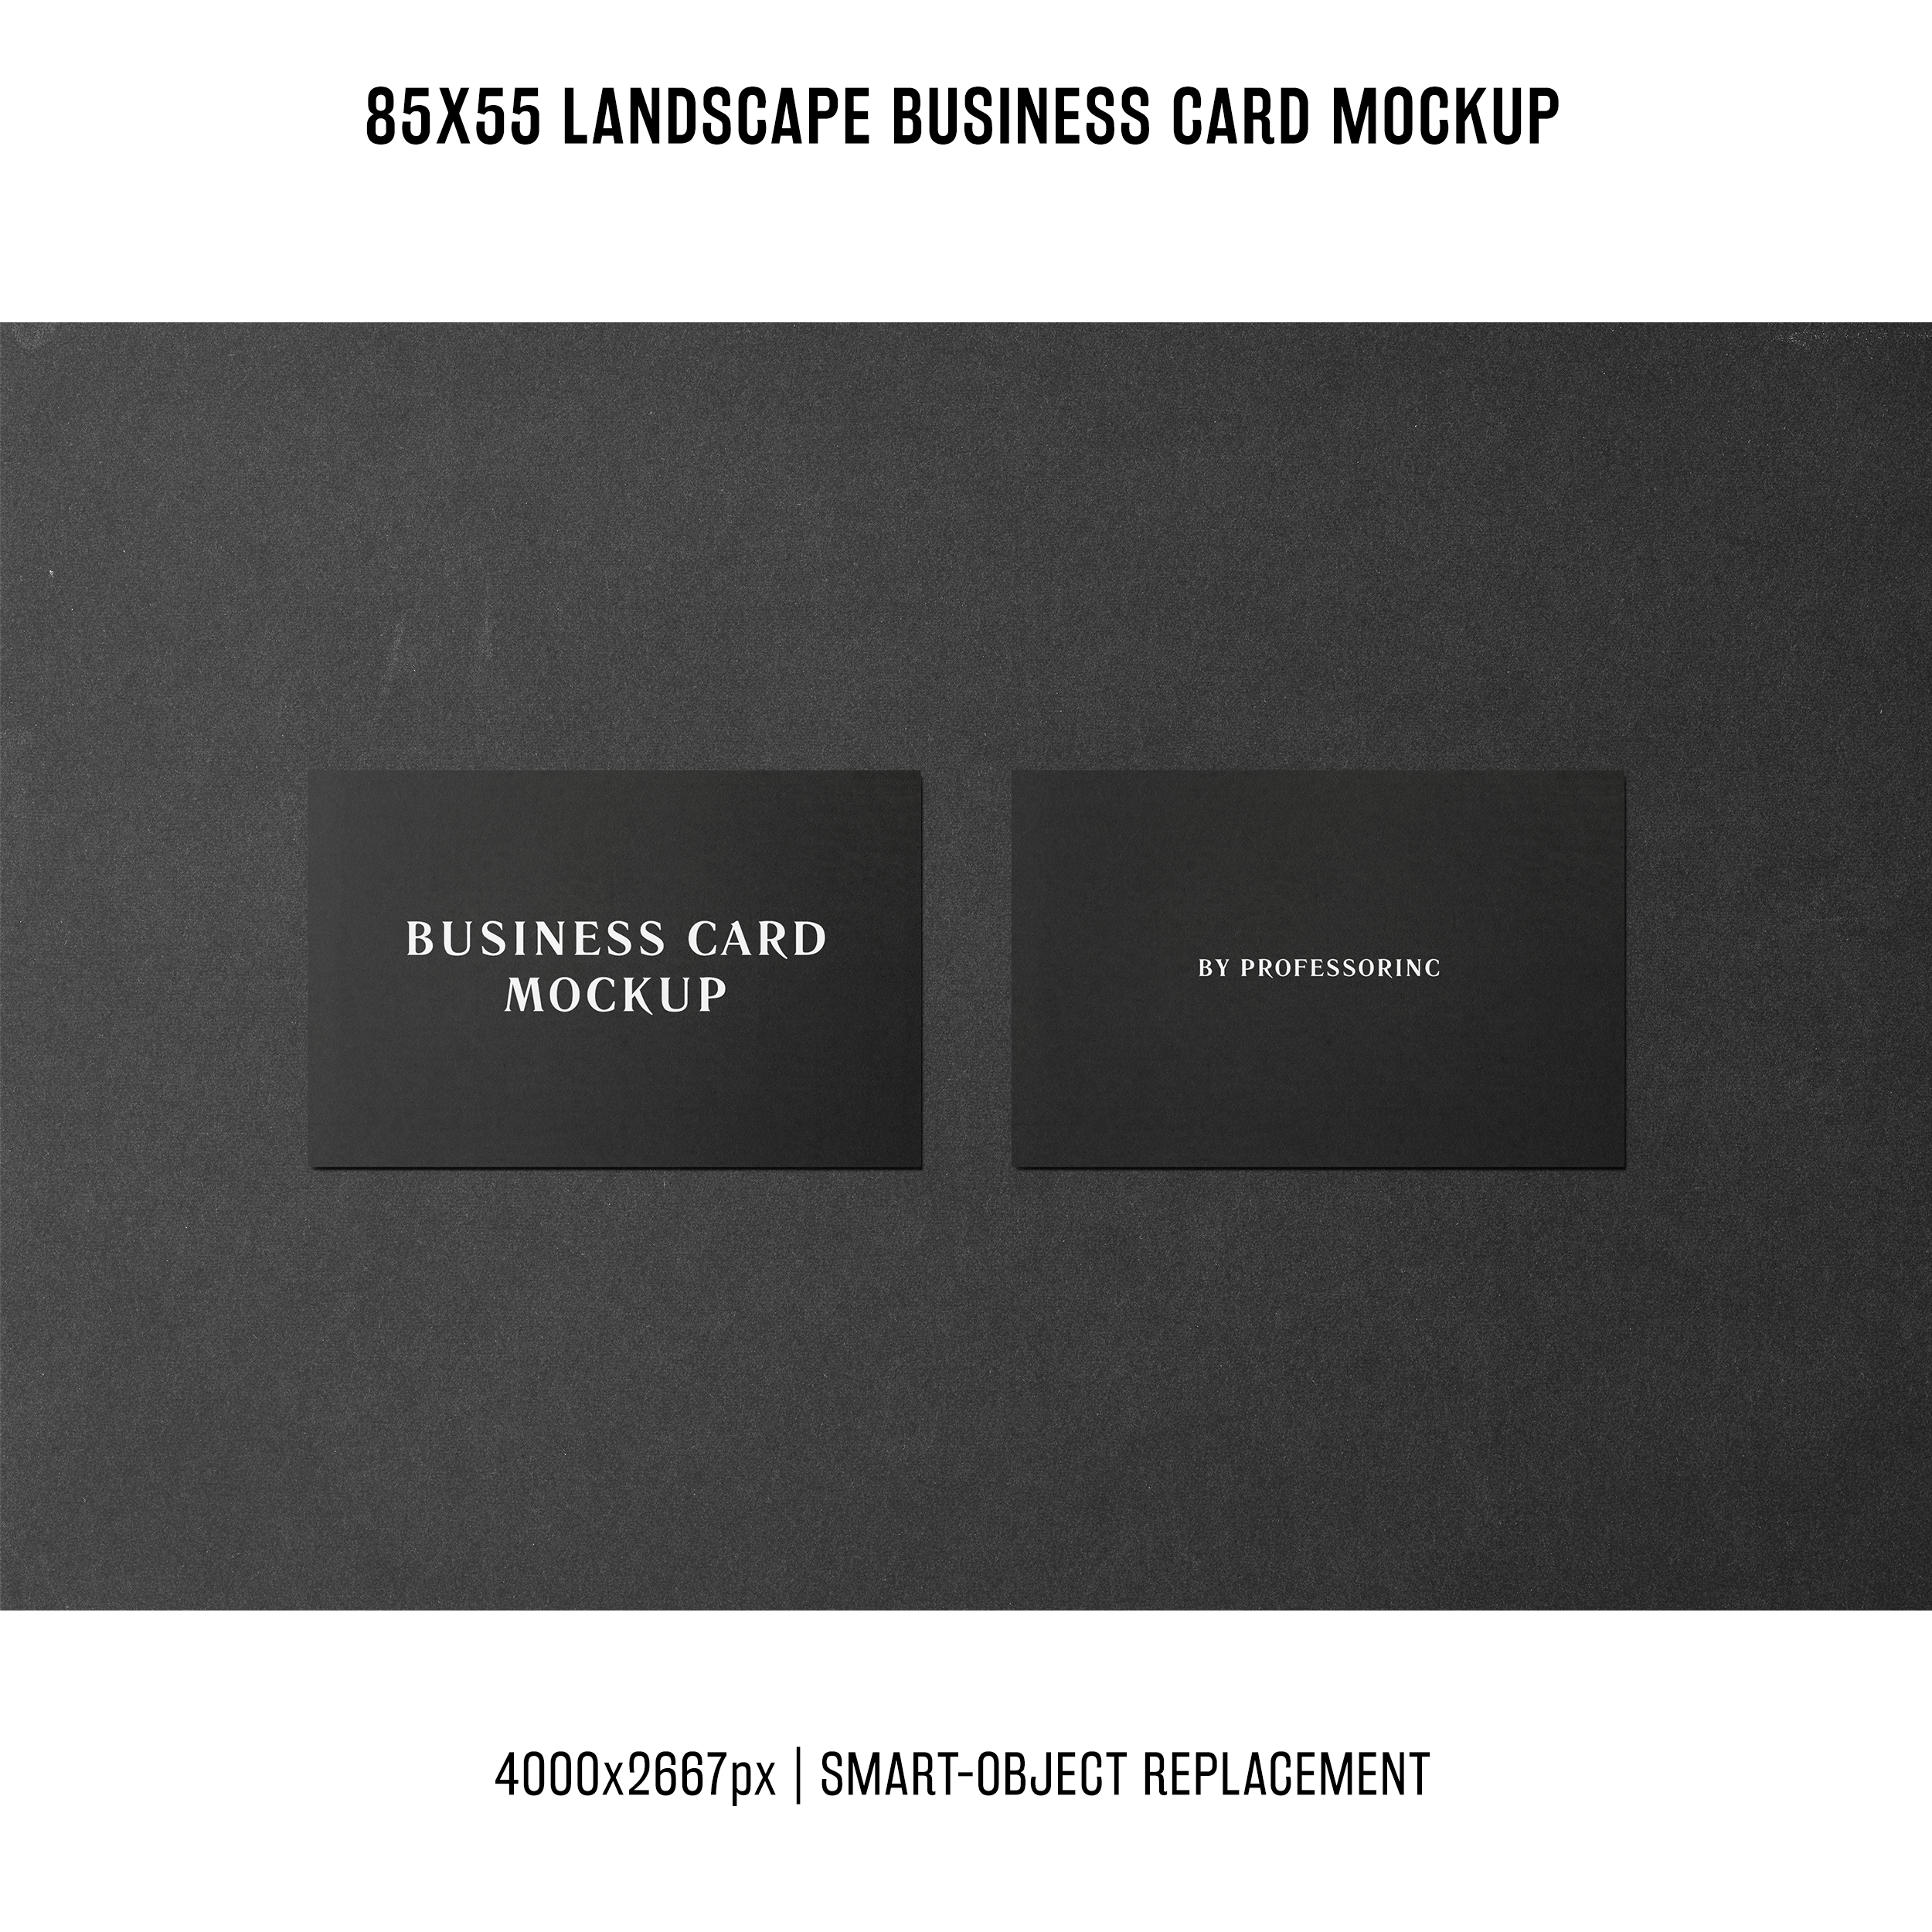 85X55 LANDSCAPE BUSINESS CARD MOCKUP
BUSINESS CARD
MOCKUP
BY PROFESSORINC
4000x2667px | SMART-OBJECT REPLACEMENT